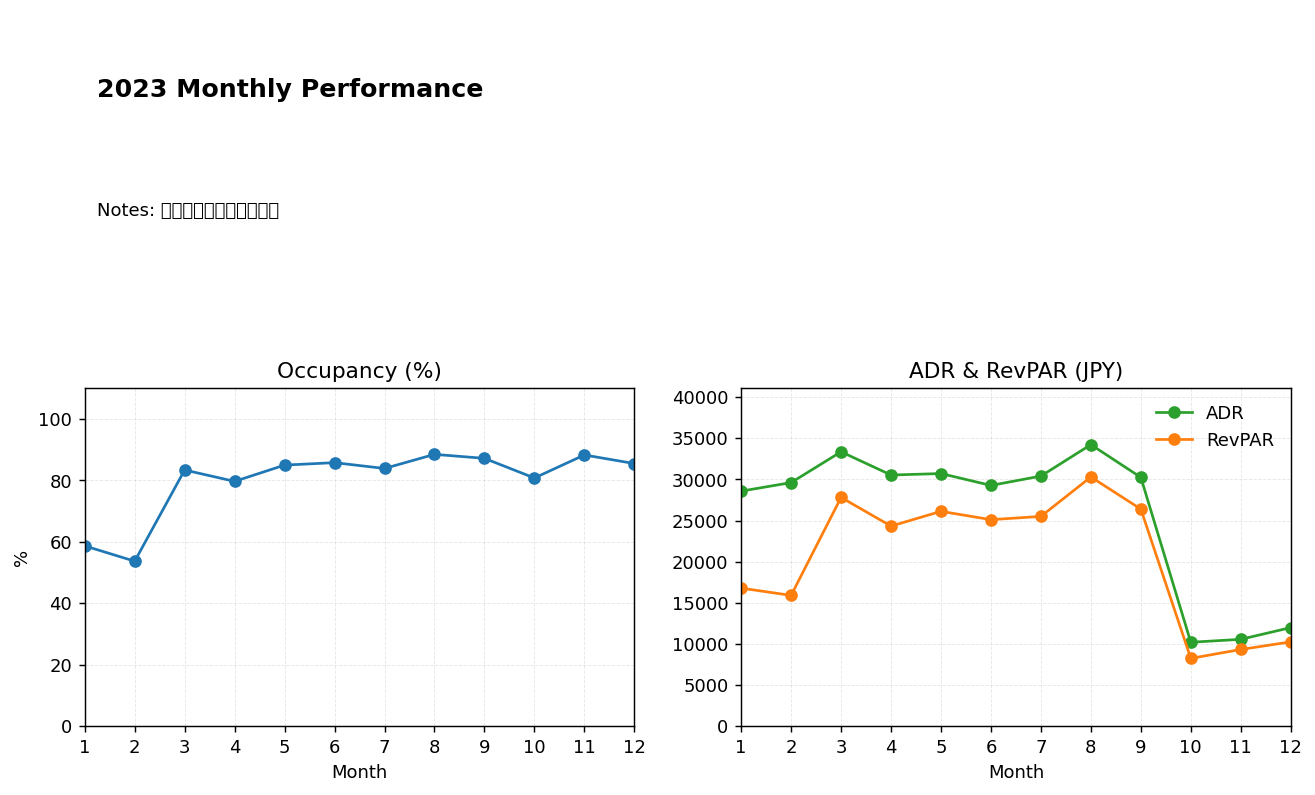 2023 Monthly Performance
Notes:
Occupancy (%)
100
80
60
40
20
0
%
1 2 3 4 5 6 7 8 9 10 11 12
Month
ADR & RevPAR (JPY)
ADR
RevPAR
40000
35000
30000
25000
20000
15000
10000
5000
0
1 2 3 4 5 6 7 8 9 10 11 12
Month